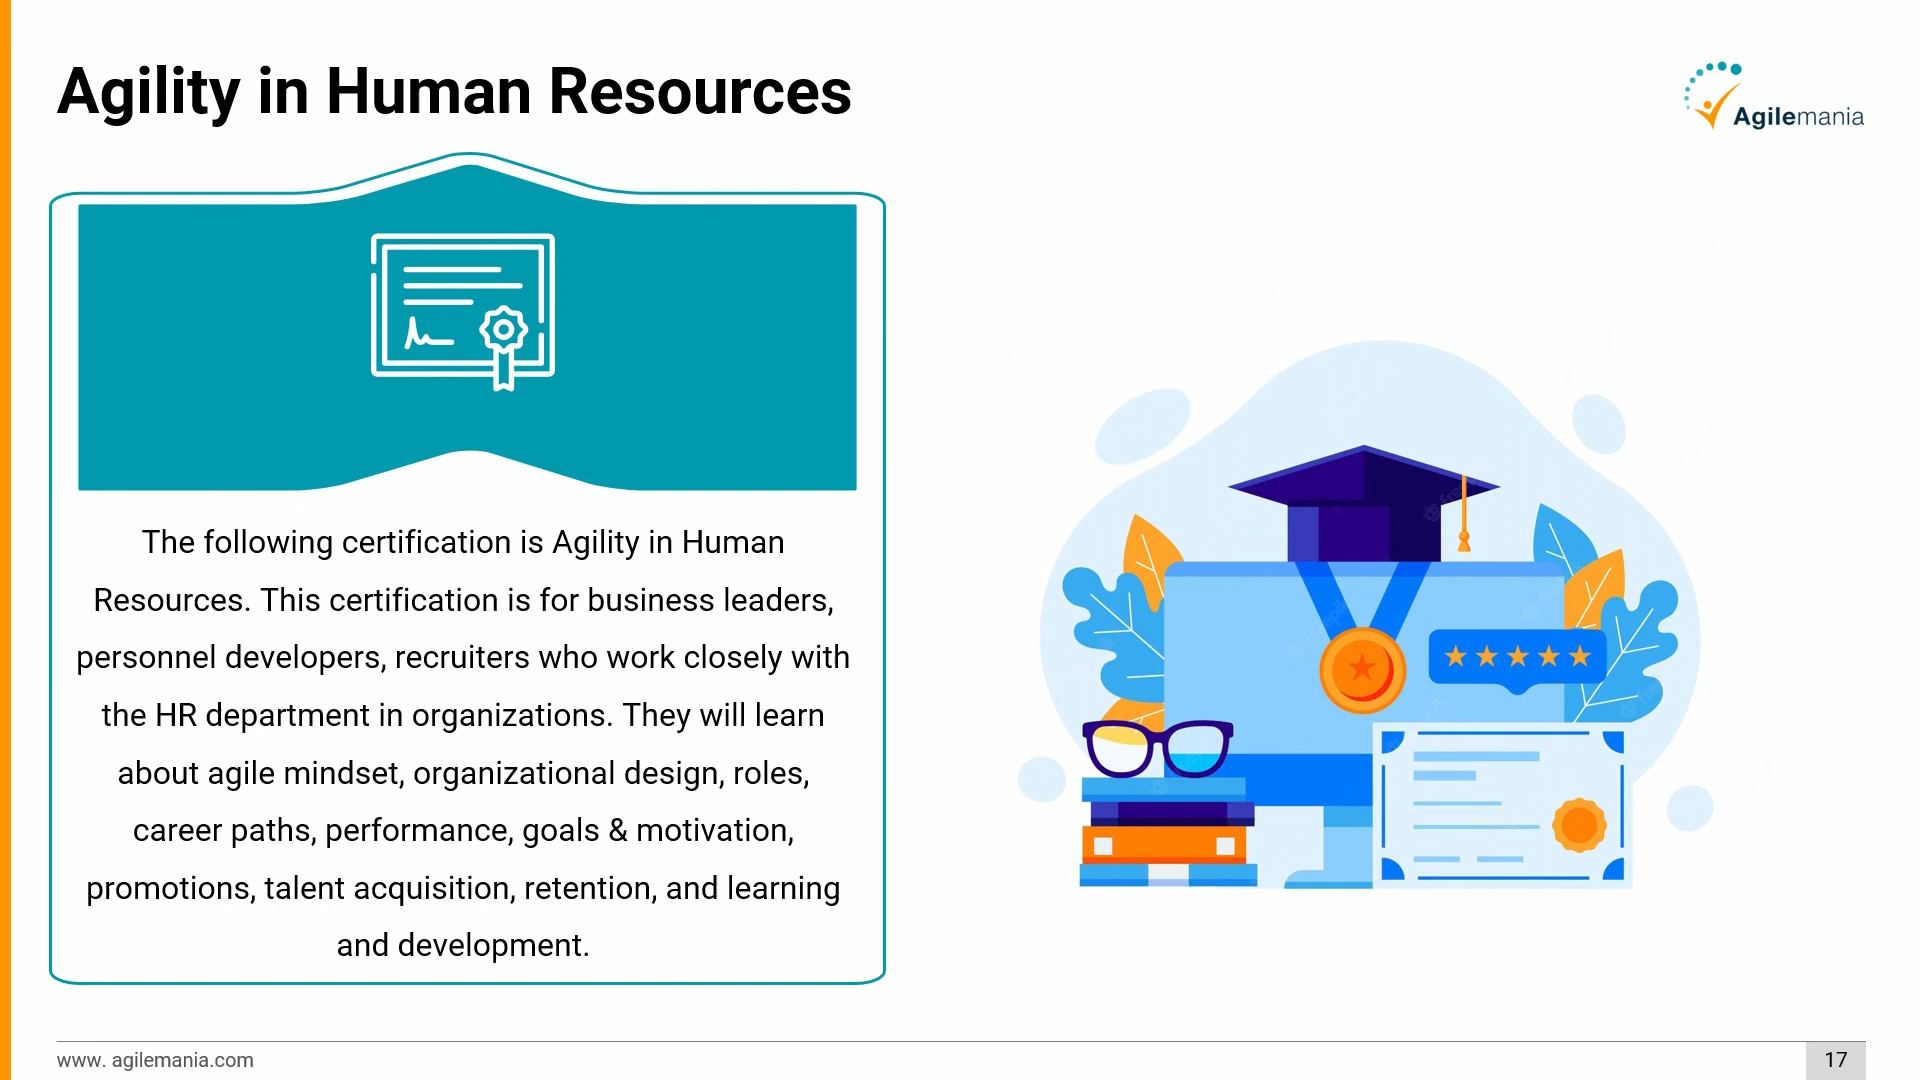 Agility in Human Resources
Agilemania
The following certification is Agility in Human
Resources. This certification is for business leaders,
personnel developers, recruiters who work closely with
the HR department in organizations. They will learn
about agile mindset, organizational design, roles,
career paths, performance, goals & motivation,
promotions, talent acquisition, retention, and learning
and development.
www. agilemania.com
17